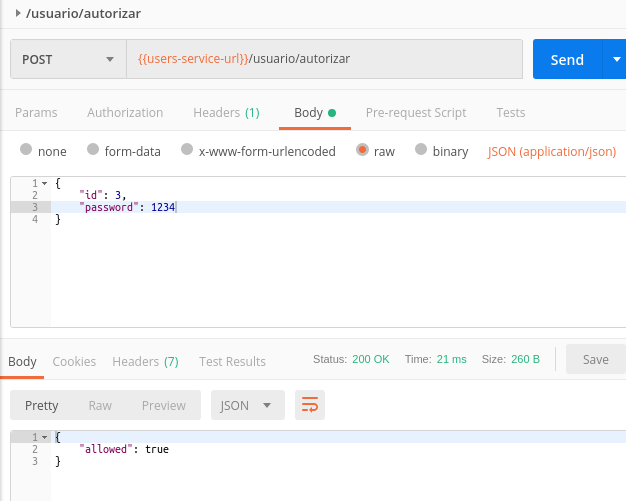 /usuario/autorizar
POST {{users-service-url}}/usuario/autorizar Send
Params Authorization Headers (1) Body Pre-request Script Tests
none form-data x-www-form-urlencoded raw binary JSON (application/json)
1 {
2 "id": 3,
3 "password": 1234
4 }
Body Cookies Headers (7) Test Results Status: 200 OK Time: 21 ms Size: 260 B Save
Pretty Raw Preview JSON
1 {
2 "allowed": true
3 }